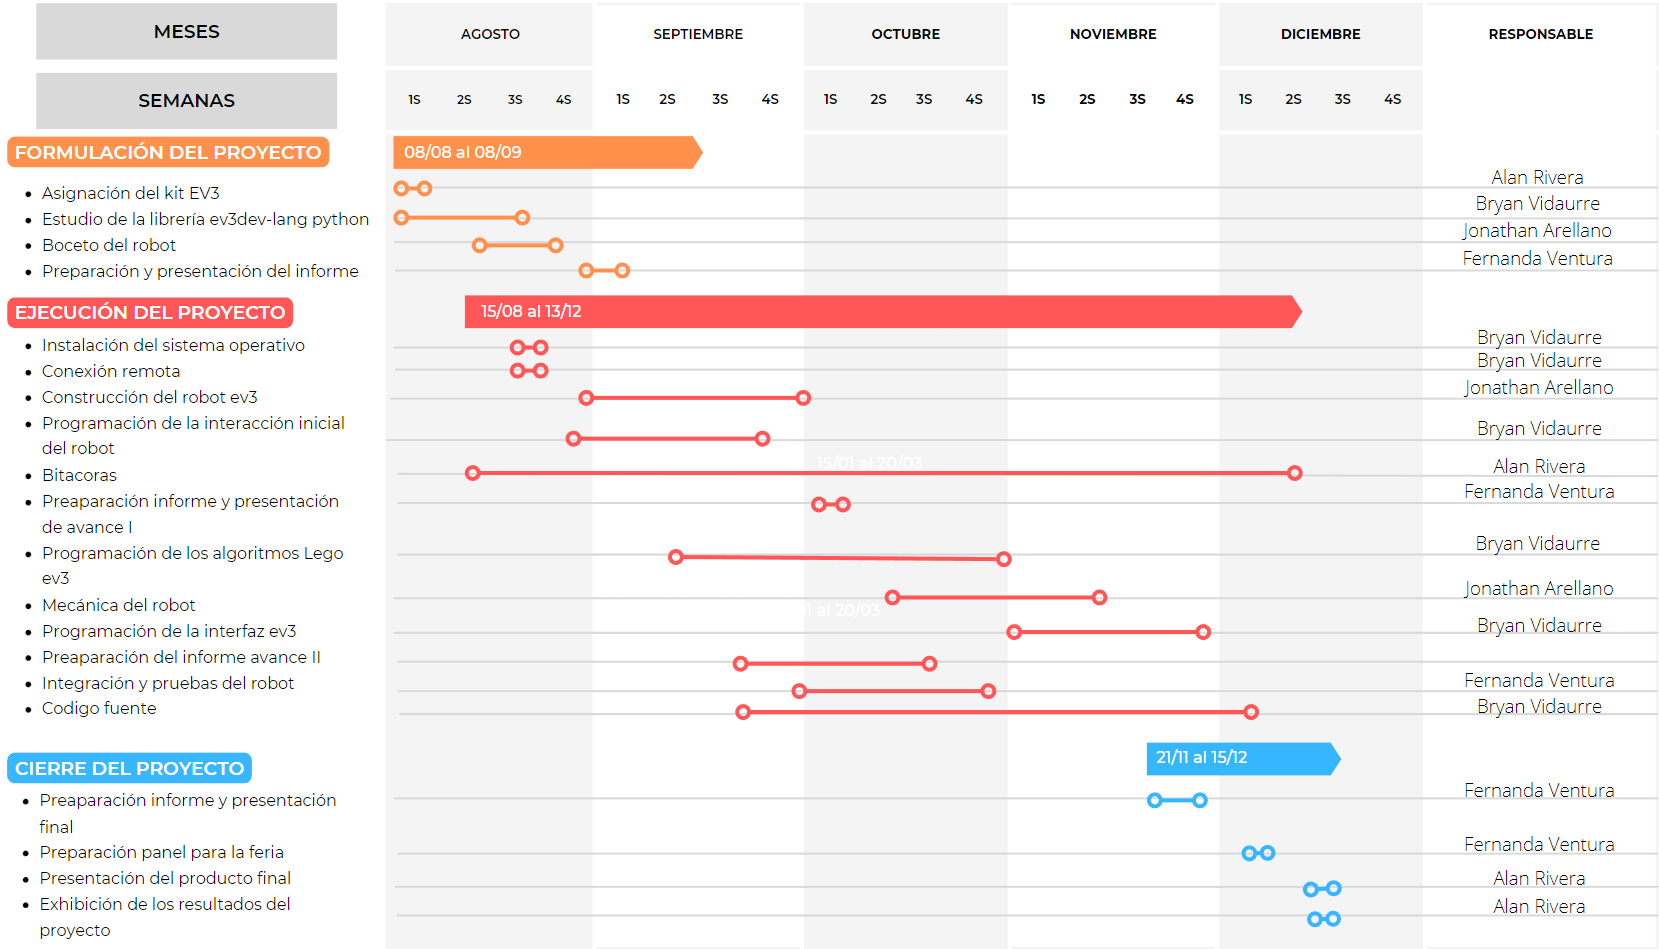 MESES
AGOSTO
SEPTIEMBRE
OCTUBRE
NOVIEMBRE
DICIEMBRE
RESPONSABLE
SEMANAS
1S 2S 3S 4S
1S 2S 3S 4S
1S 2S 3S 4S
1S 2S 3S 4S
1S 2S 3S 4S
FORMULACIÓN DEL PROYECTO
08/08 al 08/09
Asignación del kit EV3
Alan Rivera
Estudio de la librería ev3dev-lang python
Bryan Vidaurre
Boceto del robot
Jonathan Arellano
Preparación y presentación del informe
Fernanda Ventura
EJECUCIÓN DEL PROYECTO
15/08 al 13/12
Instalación del sistema operativo
Bryan Vidaurre
Conexión remota
Bryan Vidaurre
Construcción del robot ev3
Jonathan Arellano
Programación de la interacción inicial
del robot
Bryan Vidaurre
15/01 al 20/03
Bitacoras
Alan Rivera
Preaparación informe y presentación
de avance I
Fernanda Ventura
Programación de los algoritmos Lego
ev3
Bryan Vidaurre
Mecánica del robot
Jonathan Arellano
1 al 20/03
Programación de la interfaz ev3
Bryan Vidaurre
Preaparación del informe avance II
Integración y pruebas del robot
Fernanda Ventura
Codigo fuente
Bryan Vidaurre
CIERRE DEL PROYECTO
21/11 al 15/12
Preaparación informe y presentación
final
Fernanda Ventura
Preparación panel para la feria
Fernanda Ventura
Presentación del producto final
Alan Rivera
Exhibición de los resultados del
proyecto
Alan Rivera